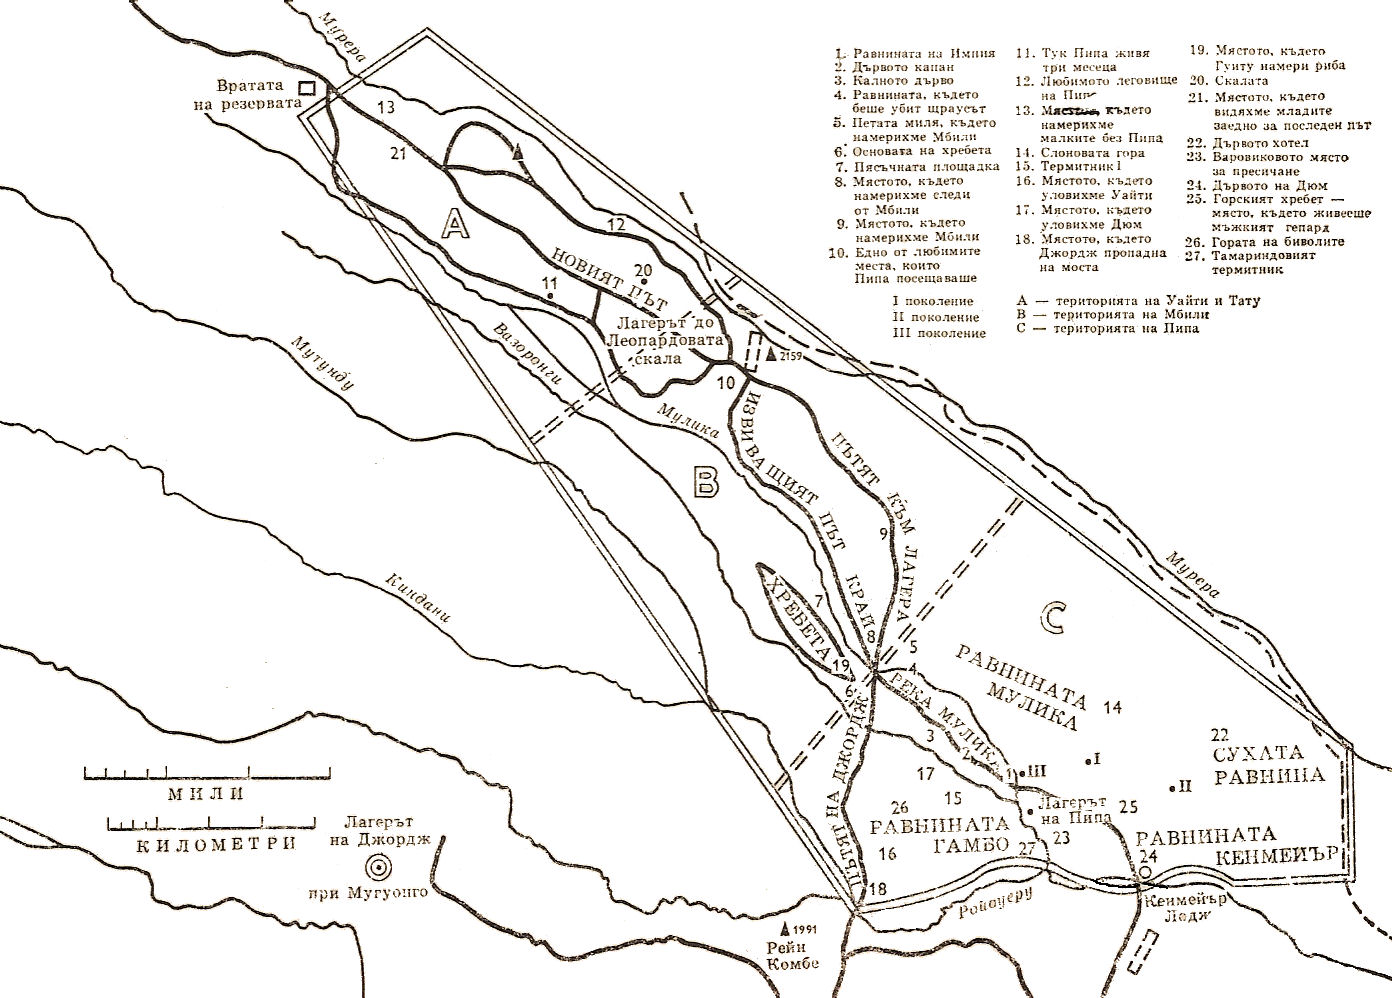 Мурера
Вратата
на резервата
13
21
А
12
НОВИЯТ ПЪТ
20
11
Лагерът до
Леопардовата
скала
2159
10
Вазоронги
Мутунду
Мулика
В
ИЗВИВАЩИЯТ ПЪТ КРАЙ
РЕКА МУЛИКА
ПЪТЯТ КЪМ ЛАГЕРА
9
Киндани
ХРЕБЕТА
7
8
19
6
5
4
С
Мурера
РАВНИНАТА
МУЛИКА
14
3
2
1
III
I
II
22
СУХАТА
РАВНИНА
17
15
26
РАВНИНАТА
ГАМБО
16
ПЪТЯТ НА ДЖОРДЖ
Лагерът
на Пипа
25
23
27
РАВНИНАТА
КЕНМЕЙЪР
24
18
Кенмейър
Лодж
1991
Рейн
Комбе
МИЛИ
КИЛОМЕТРИ
Лагерът
на Джордж
при Мугуонго
1. Равнината на Имния
2. Дървото капан
3. Калното дърво
4. Равнината, където
беше убит щраусът
5. Петата миля, където
намерихме Мбили
6. Основата на хребета
7. Пясъчната площадка
8. Мястото, където
намерихме следи
от Мбили
9. Мястото, където
намерихме Мбили
10. Едно от любимите
места, които
Пипа посещаваше
11. Тук Пипа живя
три месеца
12. Любимото леговище
на Пипа
13. Мястото, където
намерихме
малките без Пипа
14. Слоновата гора
15. Термитник 1
16. Мястото, където
уловихме Уайти
17. Мястото, където
уловихме Дюм
18. Мястото, където
Джордж пропадна
на моста
19. Мястото, където
Гуиту намери риба
20. Скалата
21. Мястото, където
видяхме младите
заедно за последен път
22. Дървото хотел
23. Варовиковото място
за пресичане
24. Дървото на Дюм
25. Горският хребет —
място, където живееше
мъжкият гепард
26. Гората на биволите
27. Тамариндовият
термитник
I поколение
II поколение
III поколение
А — територията на Уайти и Тату
В — територията на Мбили
С — територията на Пипа